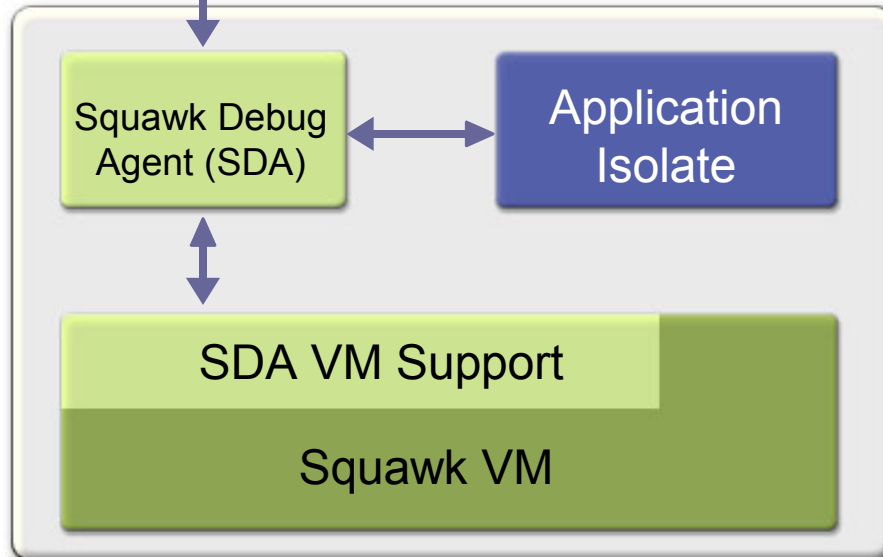 Squawk Debug
Agent (SDA)
Application
Isolate
SDA VM Support
Squawk VM